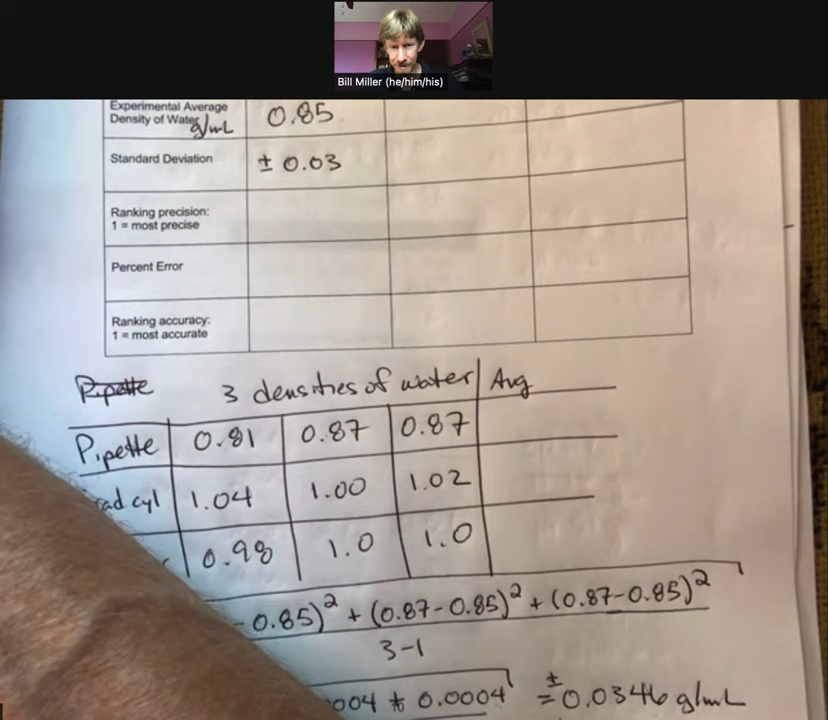 Bill Miller (he/him/his)
Experimental Average
Density of Water g/mL 0.85
Standard Deviation ± 0.03
Ranking precision:
1 = most precise
Percent Error
Ranking accuracy:
1 = most accurate
Pipette 3 densities of water Avg
Pipette 0.81 0.87 0.87
ad cyl 1.04 1.00 1.02
0.98 1.0 1.0
- 0.85)² + (0.87-0.85)² + (0.87-0.85)²
3-1
004 + 0.0004 = ± 0.0346 g/mL